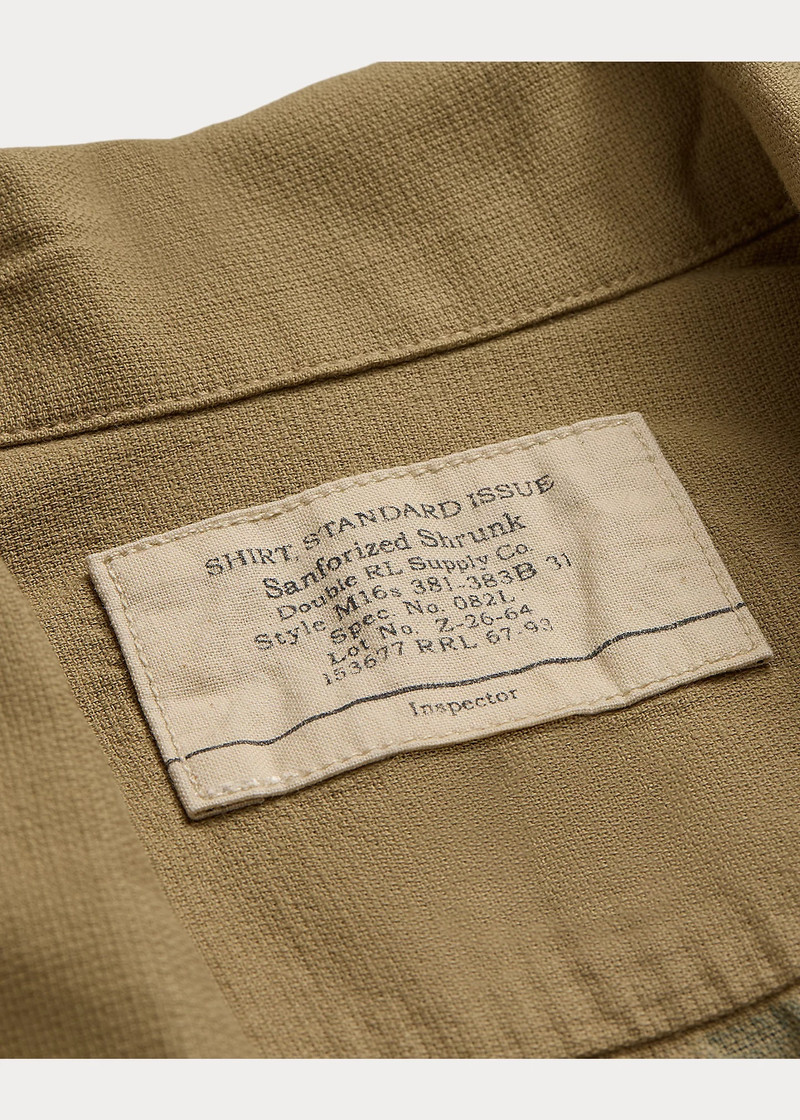 SHIRT, STANDARD ISSUE
Sanforized Shrunk
Double RL Supply Co.
Style M16s 381-383B 31
Spec No. 082L
Lot No. Z-26-64
153677 RRL 67-93
Inspector